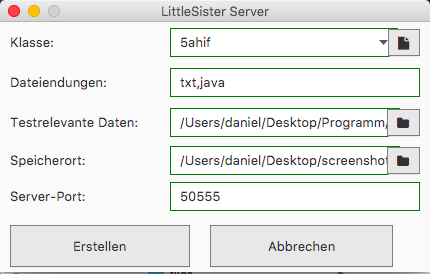 LittleSister Server
Klasse: 5ahif
Dateiendungen: txt,java
Testrelevante Daten: /Users/daniel/Desktop/Programm/
Speicherort: /Users/daniel/Desktop/screenshot
Server-Port: 50555
Erstellen Abbrechen